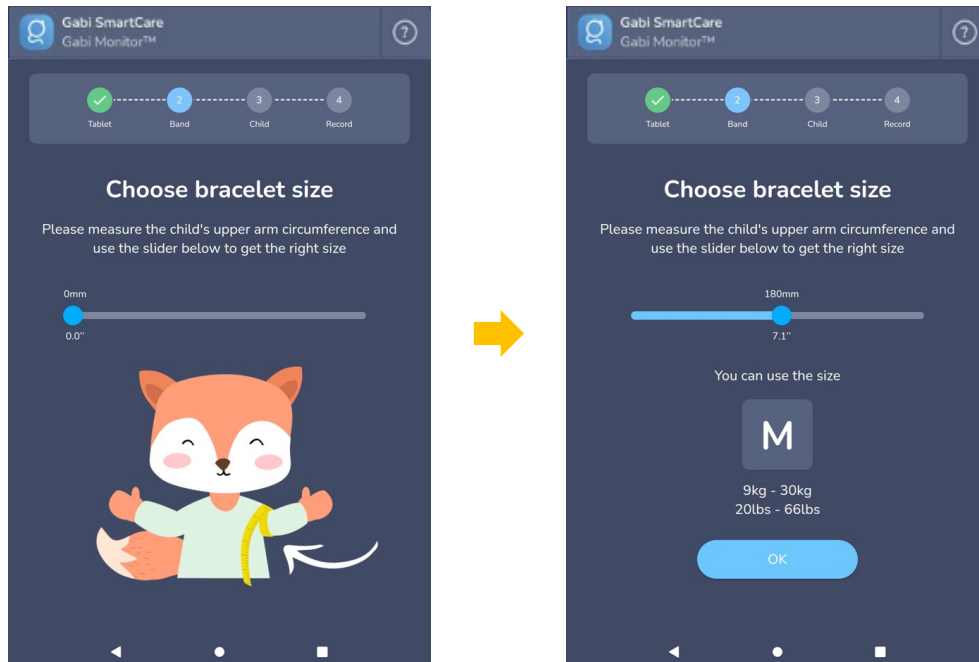 Gabi SmartCare
Gabi Monitor™
?
2
3
4
Tablet
Band
Child
Record
Choose bracelet size
Please measure the child's upper arm circumference and
use the slider below to get the right size
0mm
0.0''
Gabi SmartCare
Gabi Monitor™
?
2
3
4
Tablet
Band
Child
Record
Choose bracelet size
Please measure the child's upper arm circumference and
use the slider below to get the right size
180mm
7.1''
You can use the size
M
9kg - 30kg
20lbs - 66lbs
OK